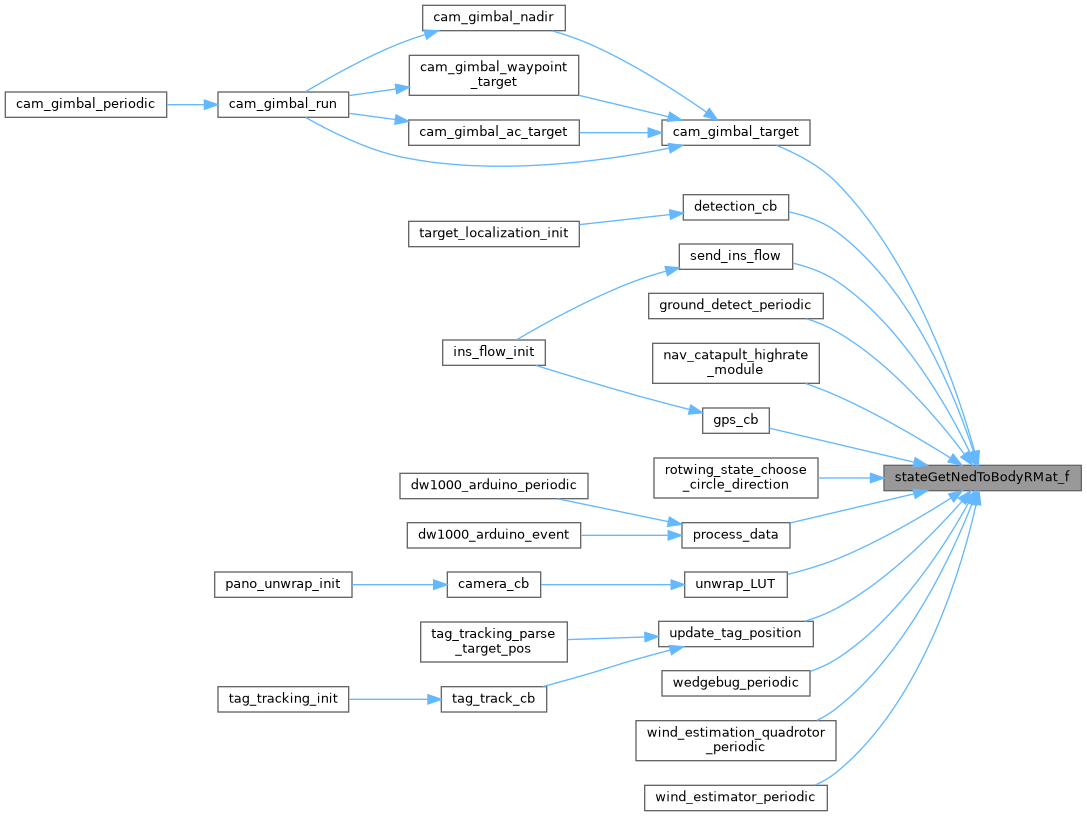 cam_gimbal_nadir
cam_gimbal_waypoint
_target
cam_gimbal_periodic
cam_gimbal_run
cam_gimbal_ac_target
cam_gimbal_target
detection_cb
target_localization_init
send_ins_flow
ground_detect_periodic
ins_flow_init
nav_catapult_highrate
_module
gps_cb
rotwing_state_choose
_circle_direction
stateGetNedToBodyRMat_f
dw1000_arduino_periodic
dw1000_arduino_event
process_data
pano_unwrap_init
camera_cb
unwrap_LUT
tag_tracking_parse
_target_pos
update_tag_position
wedgebug_periodic
tag_tracking_init
tag_track_cb
wind_estimation_quadrotor
_periodic
wind_estimator_periodic